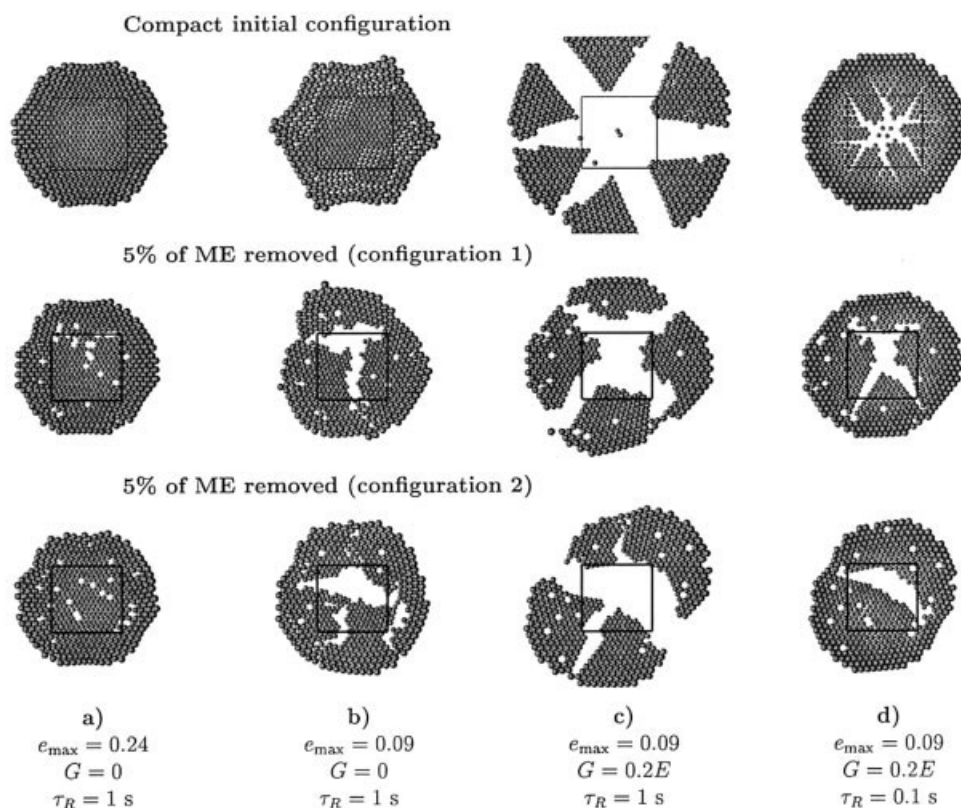 Compact initial configuration
5% of ME removed (configuration 1)
5% of ME removed (configuration 2)
a) b) c) d)
e_max = 0.24 e_max = 0.09 e_max = 0.09 e_max = 0.09
G = 0 G = 0 G = 0.2E G = 0.2E
τ_R = 1 s τ_R = 1 s τ_R = 1 s τ_R = 0.1 s